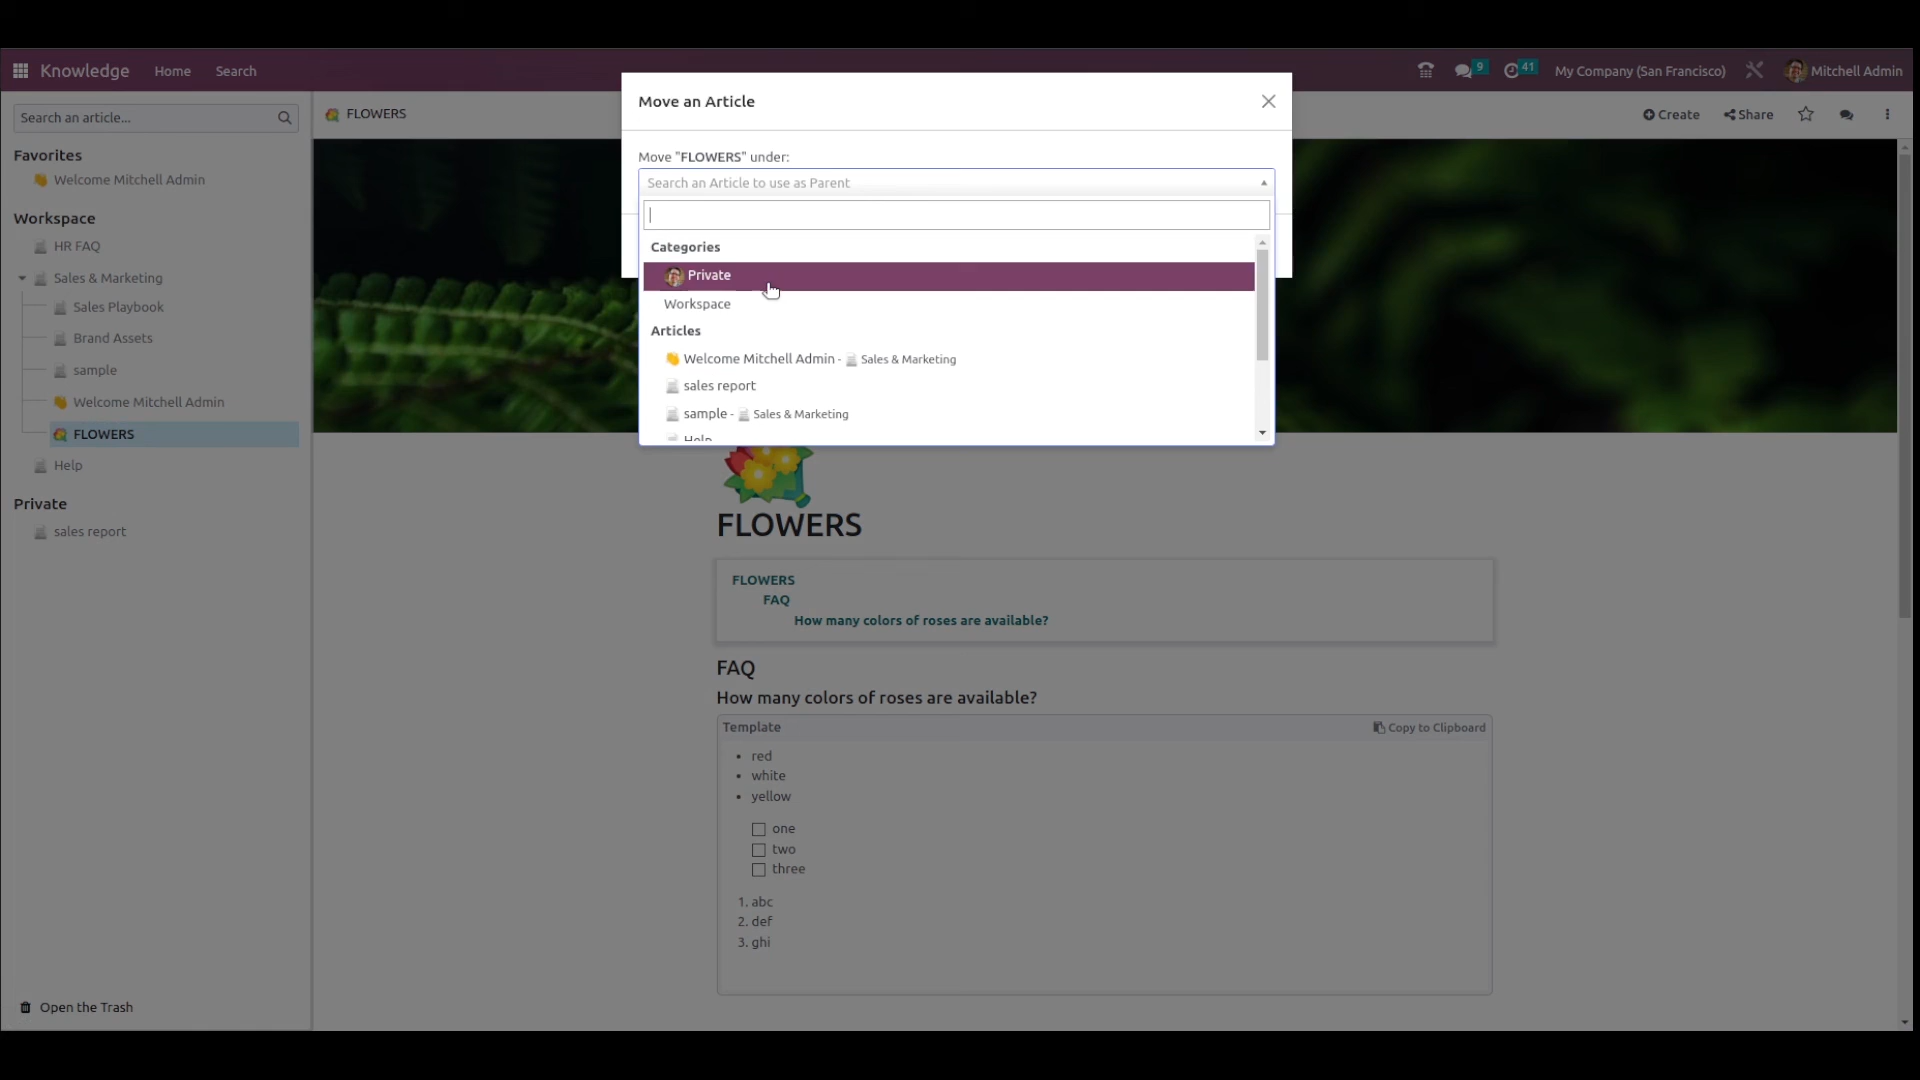 Knowledge Home Search 9 41 My Company (San Francisco) Mitchell Admin
Search an article...
Favorites
Welcome Mitchell Admin
Workspace
HR FAQ
Sales & Marketing
Sales Playbook
Brand Assets
sample
Welcome Mitchell Admin
FLOWERS
Help
Private
sales report
Open the Trash
FLOWERS
Create Share
Move an Article
Move "FLOWERS" under:
Search an Article to use as Parent
Categories
Private
Workspace
Articles
Welcome Mitchell Admin - Sales & Marketing
sales report
sample - Sales & Marketing
Help
FLOWERS
FLOWERS
FAQ
How many colors of roses are available?
FAQ
How many colors of roses are available?
Template Copy to Clipboard
• red
• white
• yellow
one
two
three
1. abc
2. def
3. ghi